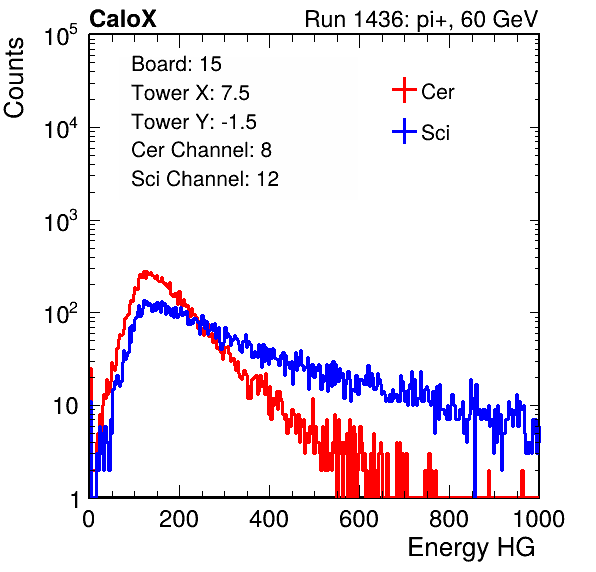 CaloX Run 1436: pi+, 60 GeV
Counts
Board: 15
Tower X: 7.5
Tower Y: -1.5
Cer Channel: 8
Sci Channel: 12
Cer
Sci
10^5
10^4
10^3
10^2
10
1
0 200 400 600 800 1000
Energy HG